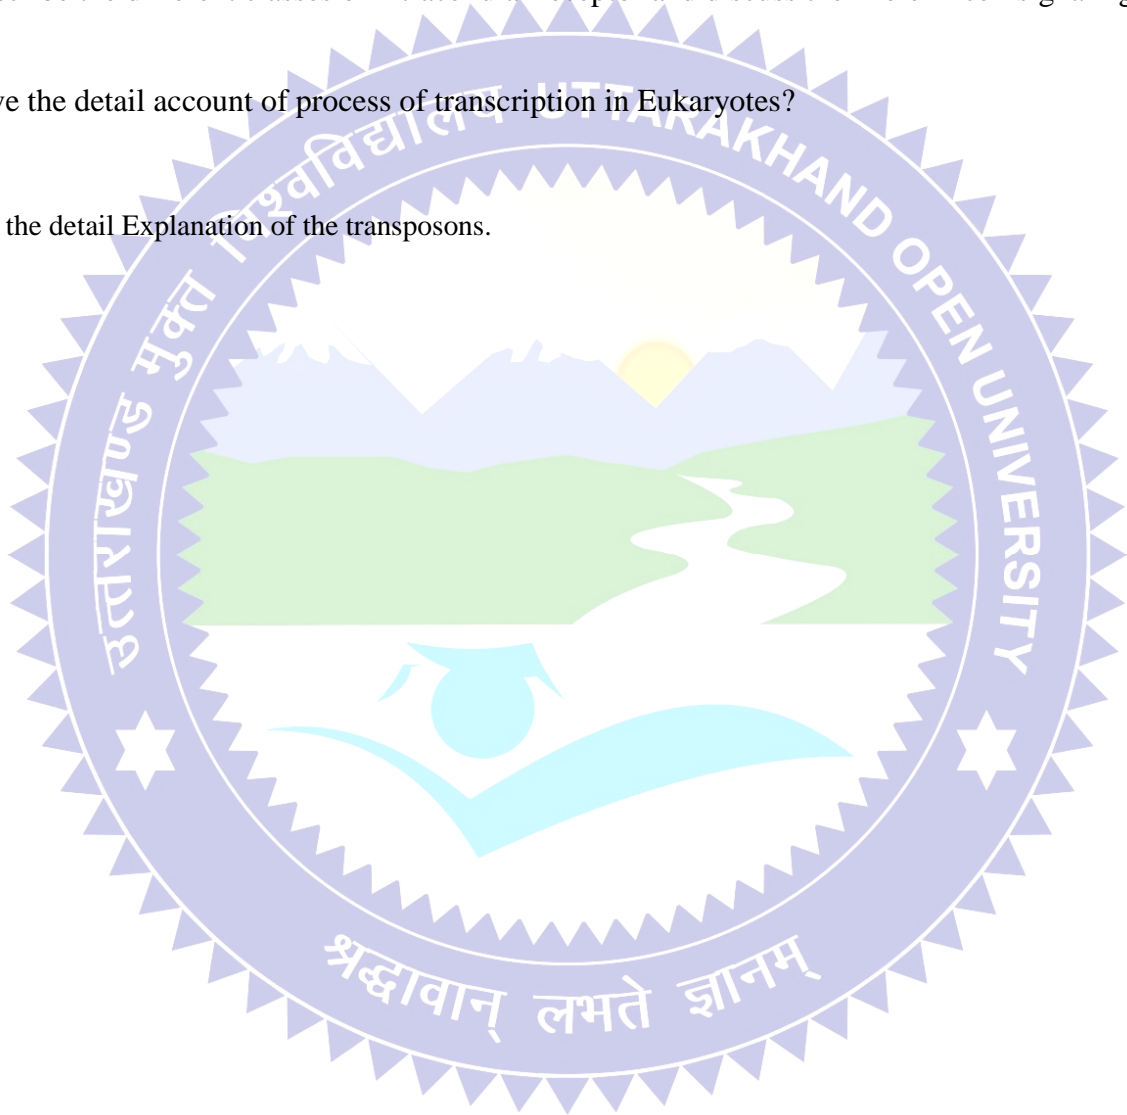 ve the detail account of process of transcription in Eukaryotes?
the detail Explanation of the transposons.
उत्तराखण्ड मुक्त विश्वविद्यालय UTTARAKHAND OPEN UNIVERSITY
श्रद्धावान् लभते ज्ञानम्